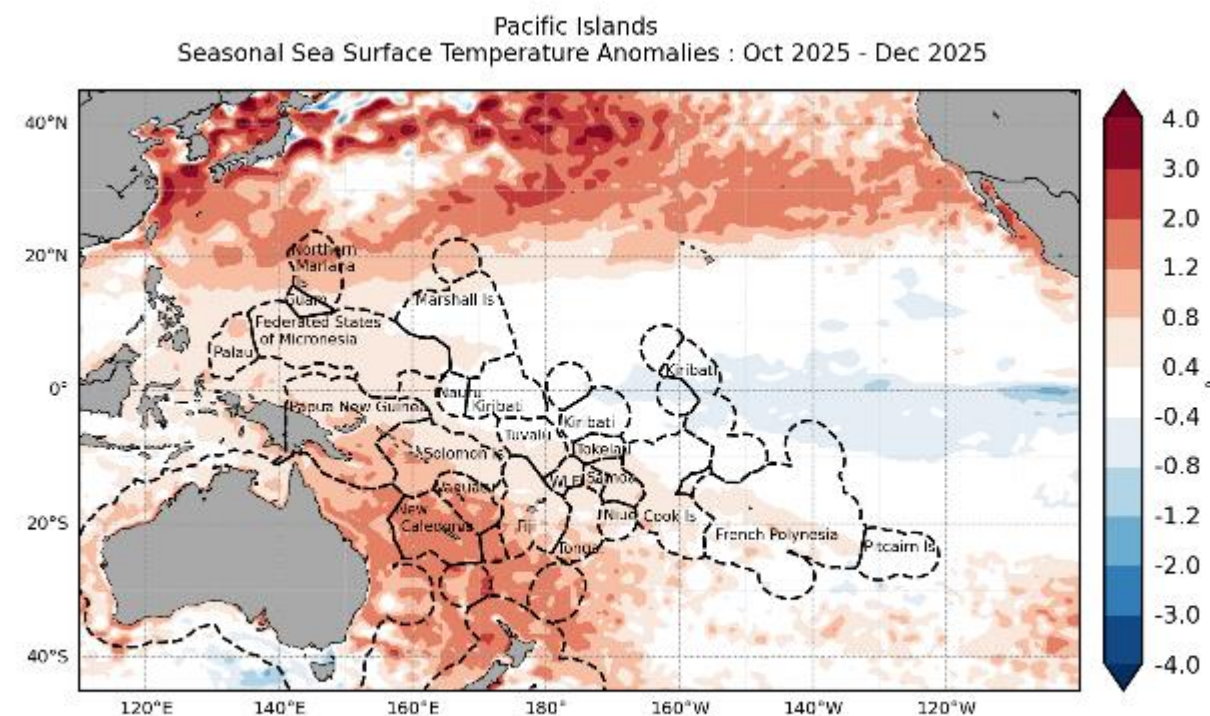 Pacific Islands
Seasonal Sea Surface Temperature Anomalies : Oct 2025 - Dec 2025
40°N
20°N
0°
20°S
40°S
Northern
Mariana
Is
Guam
Marshall Is
Federated States
of Micronesia
Palau
Kiribati
Nauru
Papua New Guinea
Kiribati
Kiribati
Tuvalu
Solomon Is
Tokelau
WLF
Samoa
Vanuatu
New
Caledonia
Fiji
Niue
Cook Is
Tonga
French Polynesia
Pitcairn Is
120°E
140°E
160°E
180°
160°W
140°W
120°W
4.0
3.0
2.0
1.2
0.8
0.4
-0.4
-0.8
-1.2
-2.0
-3.0
-4.0